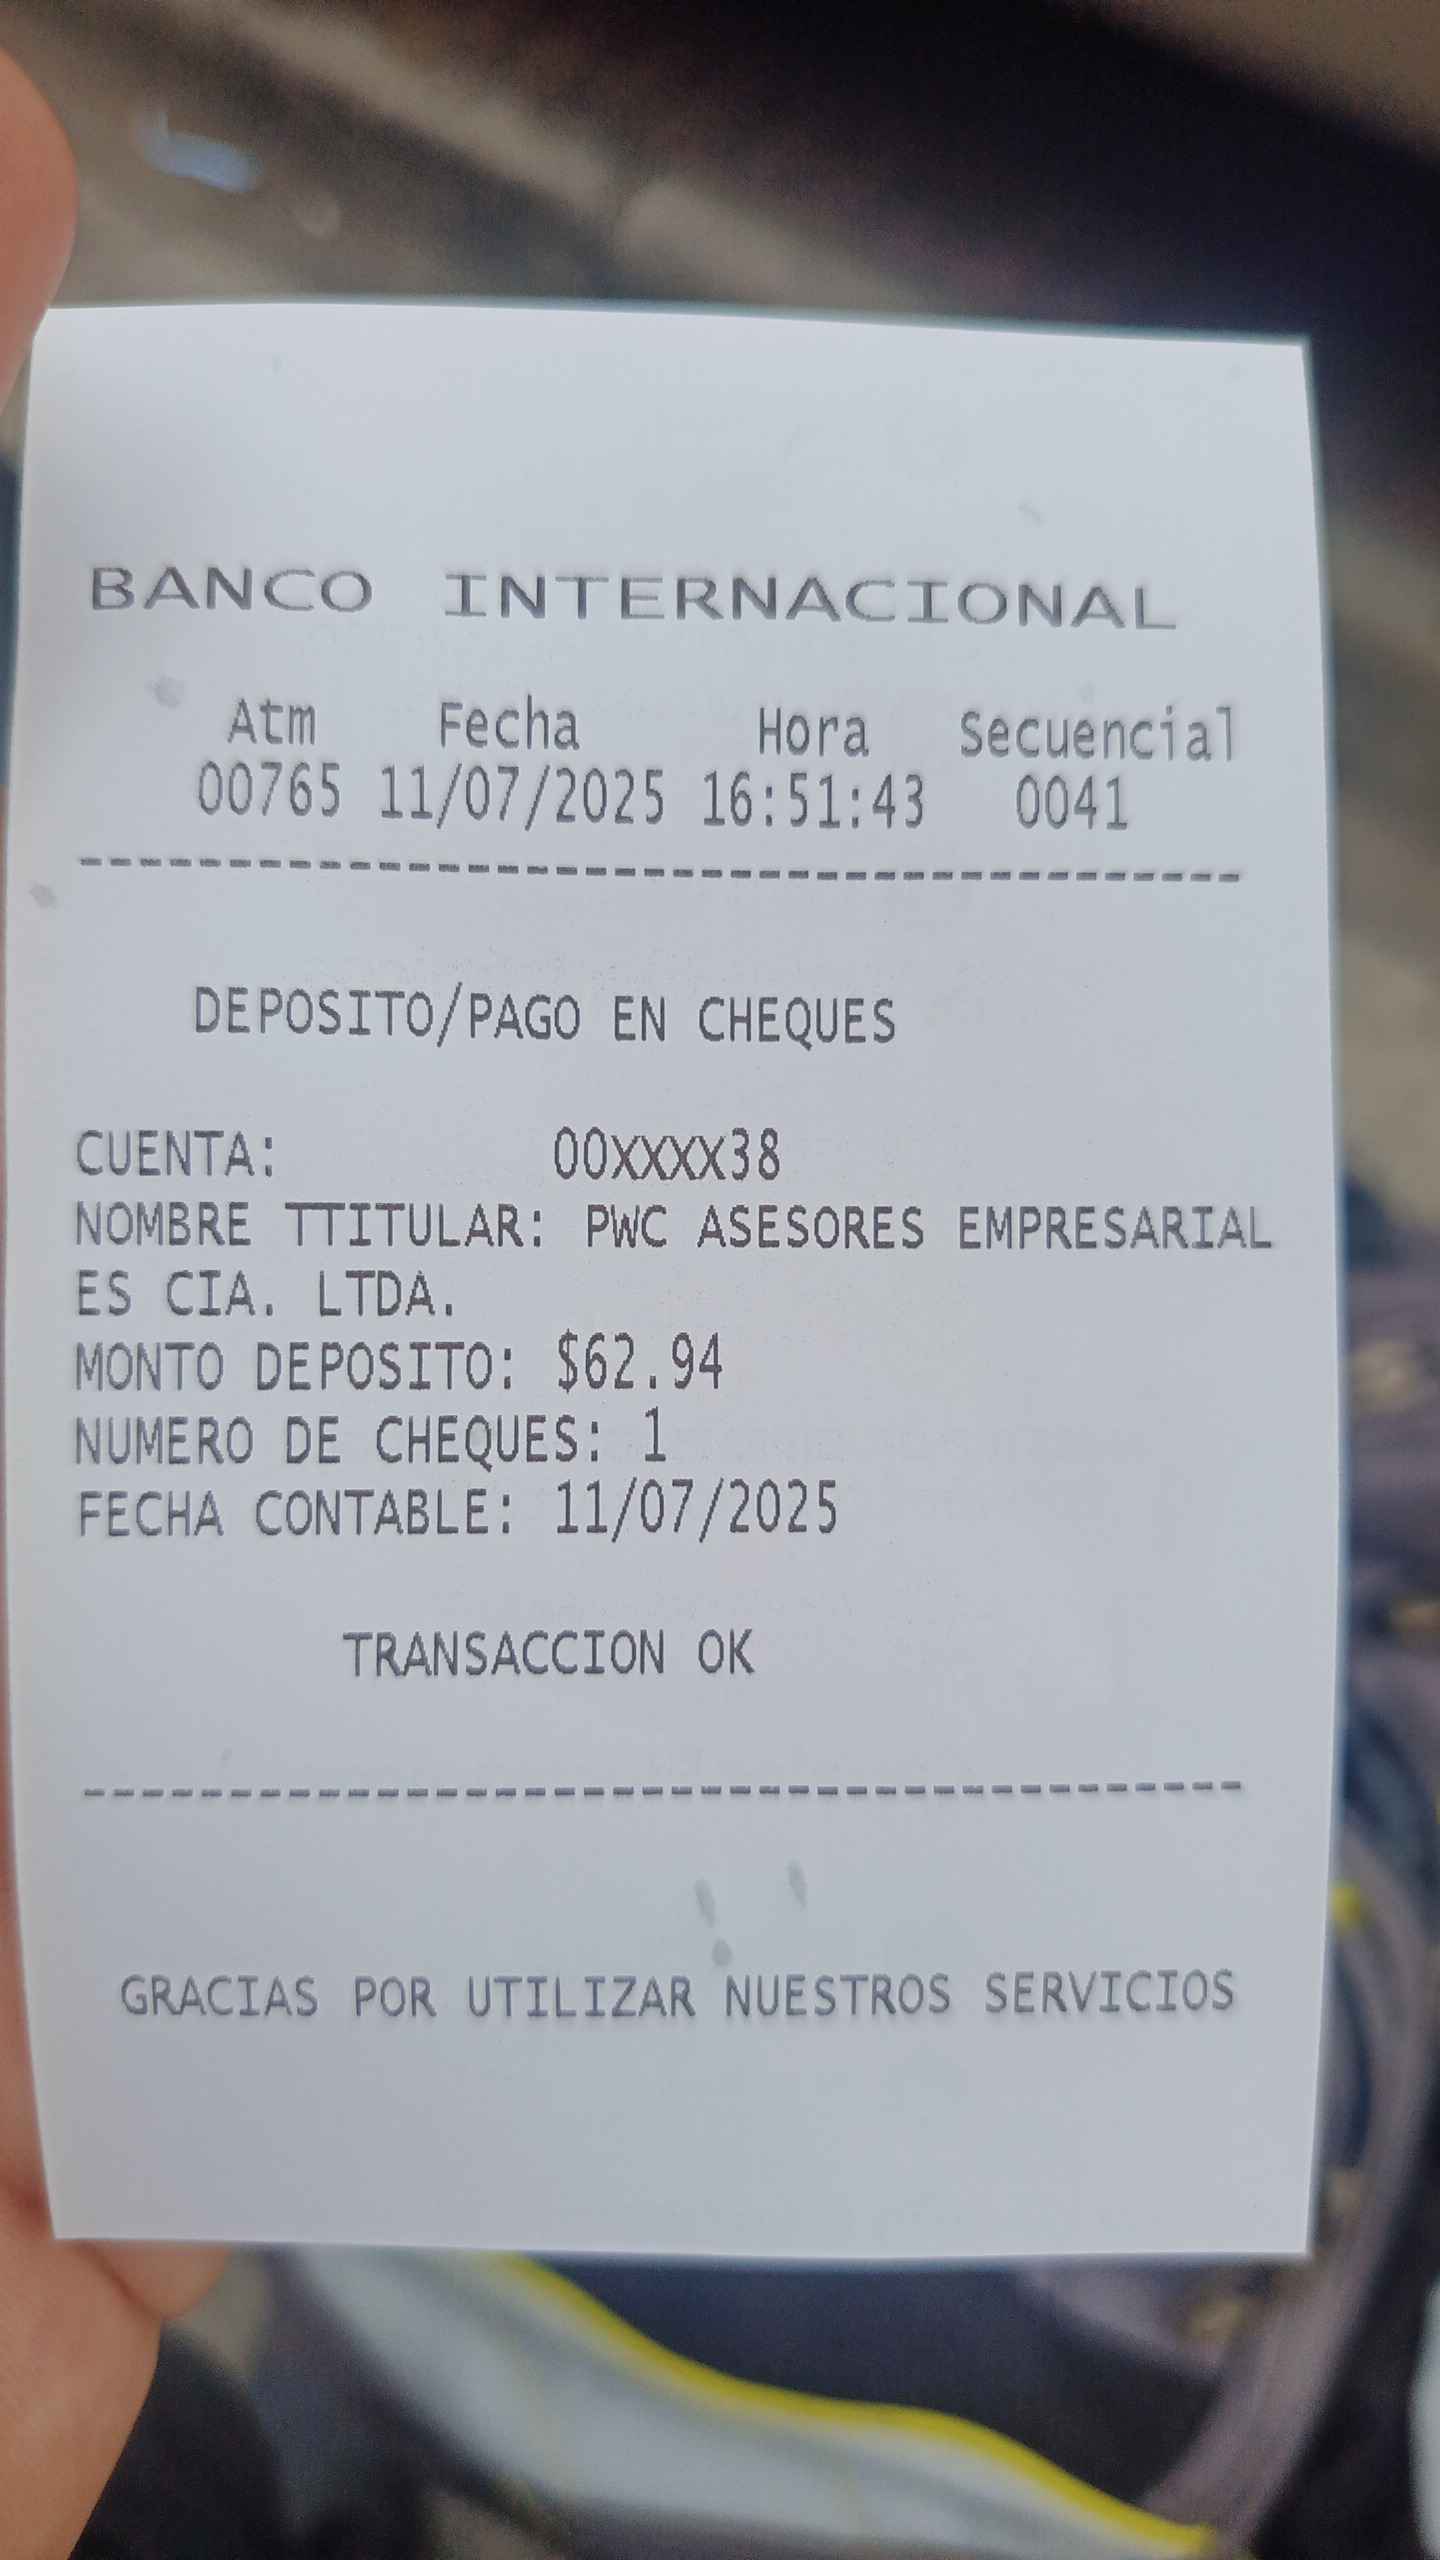 BANCO INTERNACIONAL
Atm Fecha Hora Secuencial
00765 11/07/2025 16:51:43 0041
----------------------------------------
DEPOSITO/PAGO EN CHEQUES
CUENTA: 00XXXX38
NOMBRE TTITULAR: PWC ASESORES EMPRESARIAL
ES CIA. LTDA.
MONTO DEPOSITO: $62.94
NUMERO DE CHEQUES: 1
FECHA CONTABLE: 11/07/2025
TRANSACCION OK
----------------------------------------
GRACIAS POR UTILIZAR NUESTROS SERVICIOS